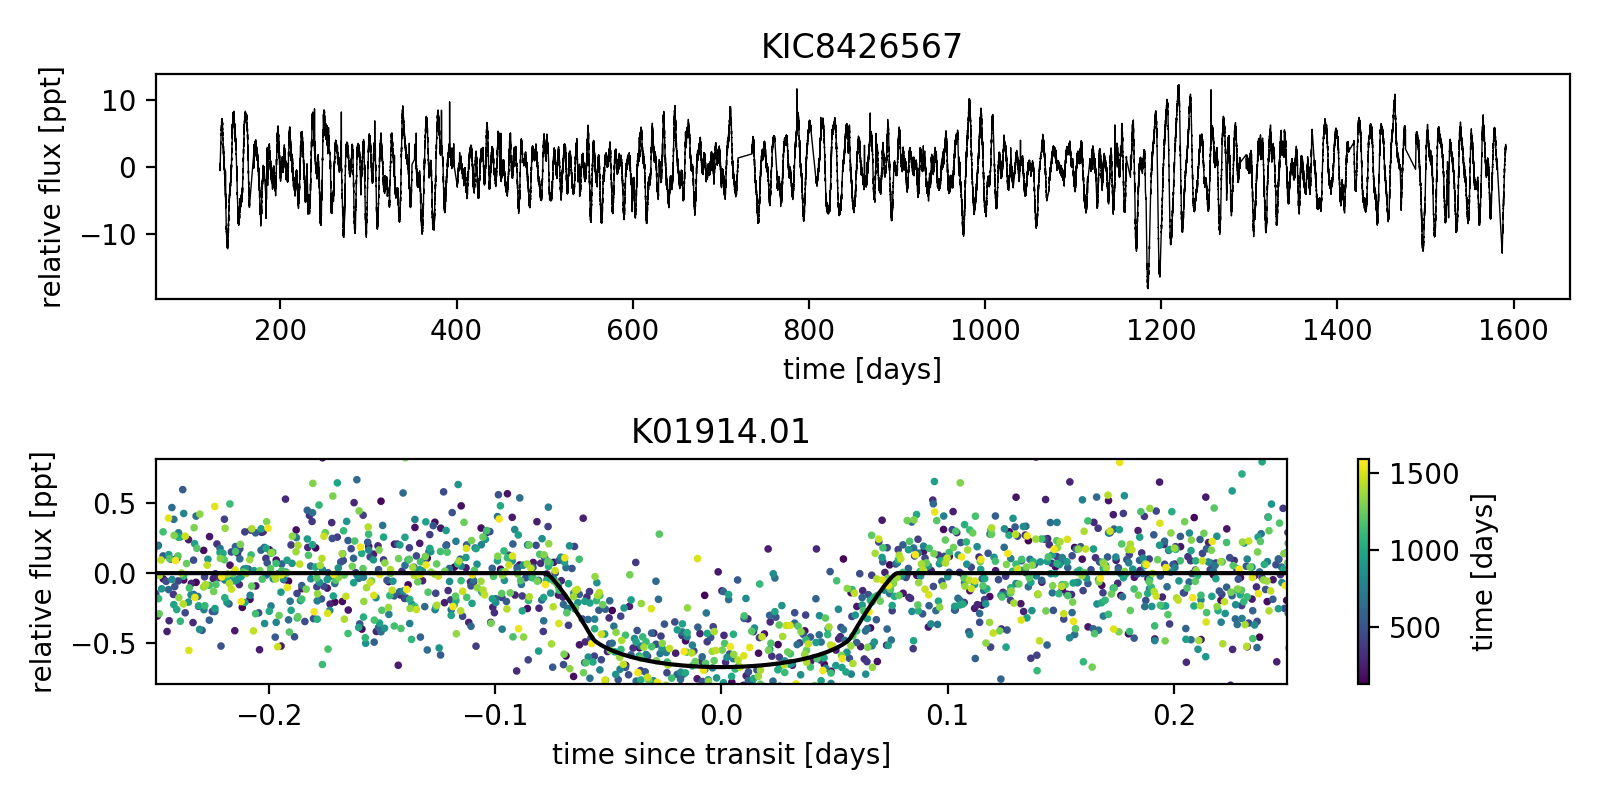 KIC8426567
relative flux [ppt]
10
0
−10
200 400 600 800 1000 1200 1400 1600
time [days]
K01914.01
relative flux [ppt]
0.5
0.0
−0.5
−0.2 −0.1 0.0 0.1 0.2
time since transit [days]
1500
1000
500
time [days]